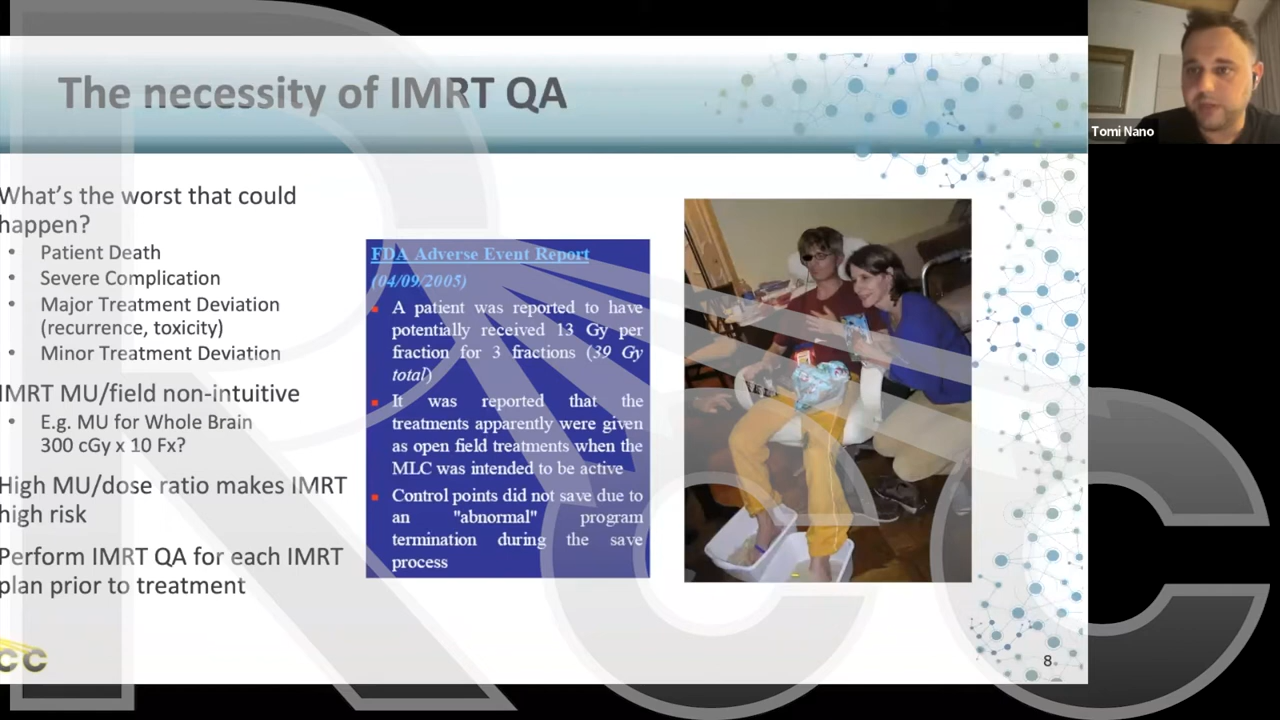 The necessity of IMRT QA
Tomi Nano
What's the worst that could
happen?
• Patient Death
• Severe Complication
• Major Treatment Deviation
(recurrence, toxicity)
• Minor Treatment Deviation
IMRT MU/field non-intuitive
• E.g. MU for Whole Brain
300 cGy x 10 Fx?
High MU/dose ratio makes IMRT
high risk
Perform IMRT QA for each IMRT
plan prior to treatment
FDA Adverse Event Report
(04/09/2005)
A patient was reported to have
potentially received 13 Gy per
fraction for 3 fractions (39 Gy
total)
It was reported that the
treatments apparently were given
as open field treatments when the
MLC was intended to be active
Control points did not save due to
an "abnormal" program
termination during the save
process
CC
8
RCC